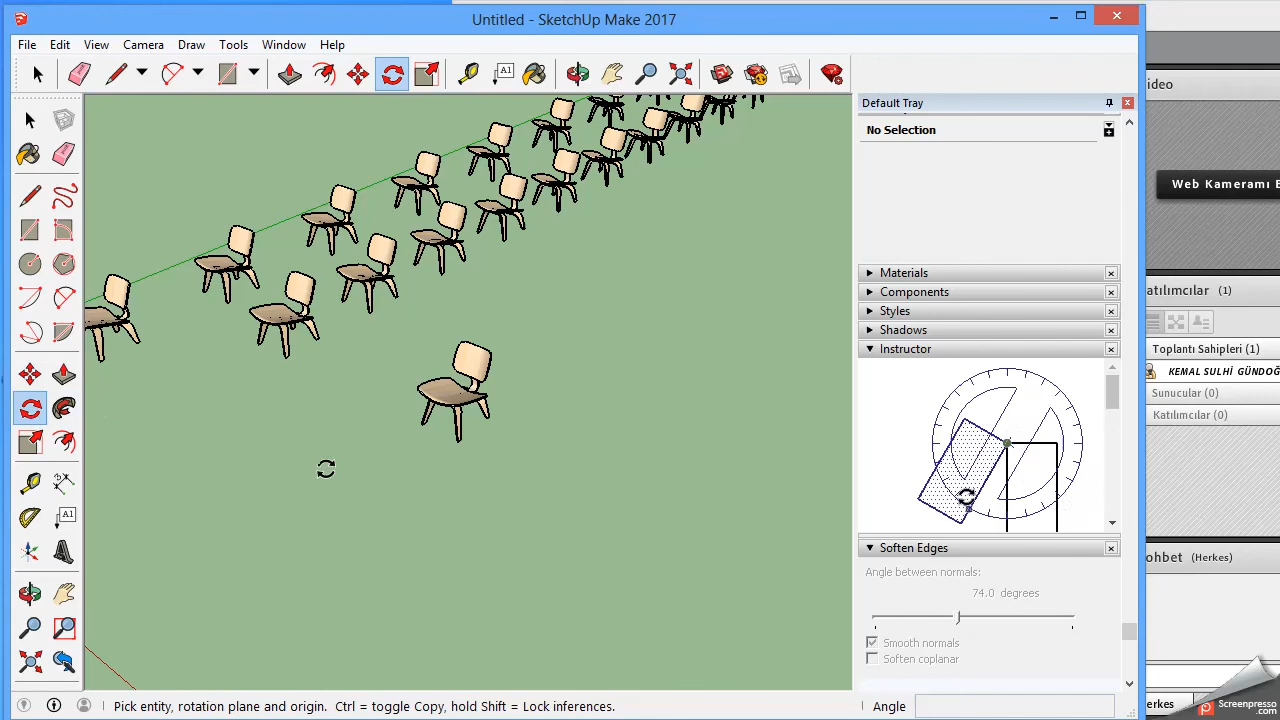 Untitled - SketchUp Make 2017
File Edit View Camera Draw Tools Window Help
A1
Default Tray
No Selection
Materials
Components
Styles
Shadows
Instructor
Soften Edges
Angle between normals:
74.0 degrees
Smooth normals
Soften coplanar
A1
Pick entity, rotation plane and origin. Ctrl = toggle Copy, hold Shift = Lock inferences.
Angle
ideo
Web Kameramı E
atılımcılar (1)
Toplantı Sahipleri (1)
KEMAL SULHİ GÜNDOĞ
Sunucular (0)
Katılımcılar (0)
ohbet (Herkes)
erkes
Screenpresso
.com